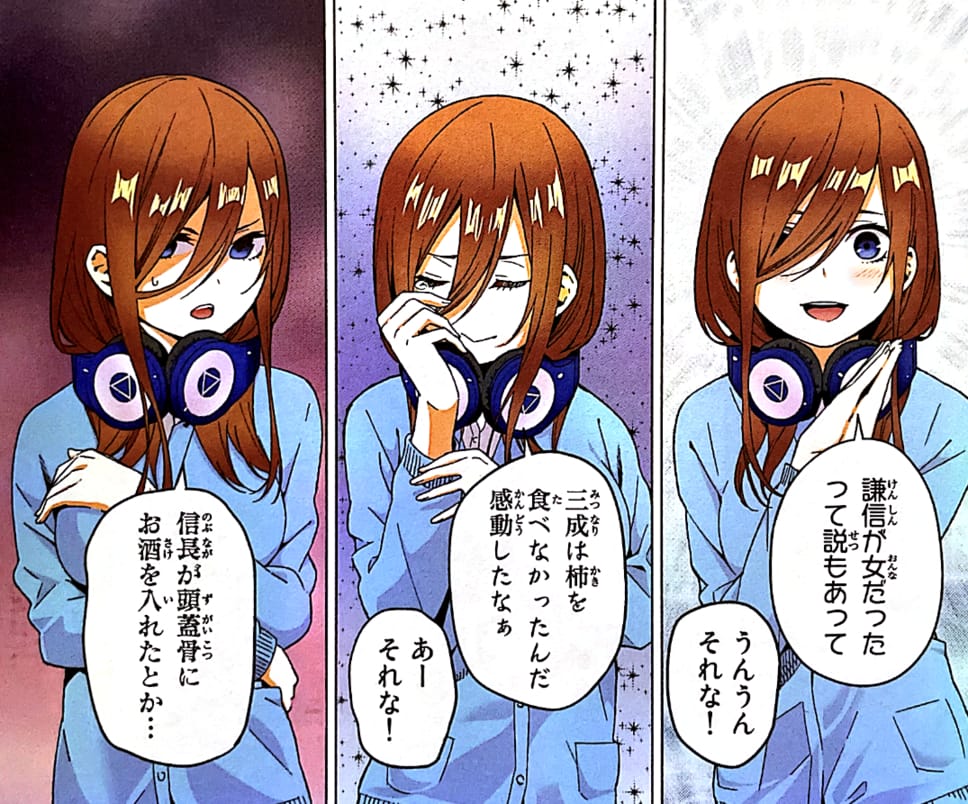 謙信が女だった
って説もあって
うんうん
それな！
三成は柿を
食べなかったんだ
感動したなぁ
あー
それな！
信長が頭蓋骨に
お酒を入れたとか…